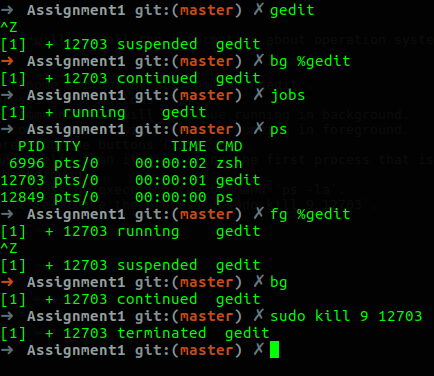 ➜ Assignment1 git:(master) ✗ gedit
^Z
[1]  + 12703 suspended  gedit
➜ Assignment1 git:(master) ✗ bg %gedit
[1]  + 12703 continued  gedit
➜ Assignment1 git:(master) ✗ jobs
[1]  + running    gedit
➜ Assignment1 git:(master) ✗ ps
  PID TTY          TIME CMD
 6996 pts/0    00:00:02 zsh
12703 pts/0    00:00:01 gedit
12849 pts/0    00:00:00 ps
➜ Assignment1 git:(master) ✗ fg %gedit
[1]  + 12703 running    gedit
^Z
[1]  + 12703 suspended  gedit
➜ Assignment1 git:(master) ✗ bg
[1]  + 12703 continued  gedit
➜ Assignment1 git:(master) ✗ sudo kill 9 12703
[1]  + 12703 terminated  gedit
➜ Assignment1 git:(master) ✗